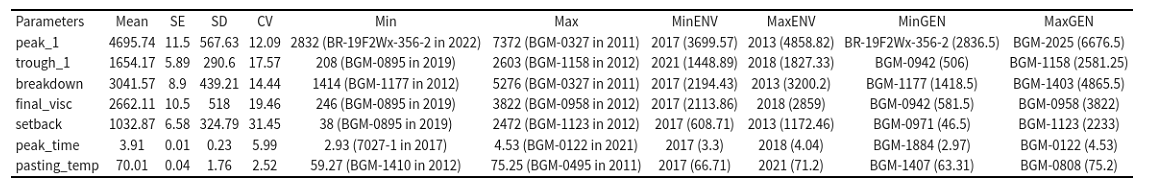 Parameters Mean SE SD CV Min Max MinENV MaxENV MinGEN MaxGEN
peak_1 4695.74 11.5 567.63 12.09 2832 (BR-19F2Wx-356-2 in 2022) 7372 (BGM-0327 in 2011) 2017 (3699.57) 2013 (4858.82) BR-19F2Wx-356-2 (2836.5) BGM-2025 (6676.5)
trough_1 1654.17 5.89 290.6 17.57 208 (BGM-0895 in 2019) 2603 (BGM-1158 in 2012) 2021 (1448.89) 2018 (1827.33) BGM-0942 (506) BGM-1158 (2581.25)
breakdown 3041.57 8.9 439.21 14.44 1414 (BGM-1177 in 2012) 5276 (BGM-0327 in 2011) 2017 (2194.43) 2013 (3200.2) BGM-1177 (1418.5) BGM-1403 (4865.5)
final_visc 2662.11 10.5 518 19.46 246 (BGM-0895 in 2019) 3822 (BGM-0958 in 2012) 2017 (2113.86) 2018 (2859) BGM-0942 (581.5) BGM-0958 (3822)
setback 1032.87 6.58 324.79 31.45 38 (BGM-0895 in 2019) 2472 (BGM-1123 in 2012) 2017 (608.71) 2013 (1172.46) BGM-0971 (46.5) BGM-1123 (2233)
peak_time 3.91 0.01 0.23 5.99 2.93 (7027-1 in 2017) 4.53 (BGM-0122 in 2021) 2017 (3.3) 2018 (4.04) BGM-1884 (2.97) BGM-0122 (4.53)
pasting_temp 70.01 0.04 1.76 2.52 59.27 (BGM-1410 in 2012) 75.25 (BGM-0495 in 2011) 2017 (66.71) 2021 (71.2) BGM-1407 (63.31) BGM-0808 (75.2)